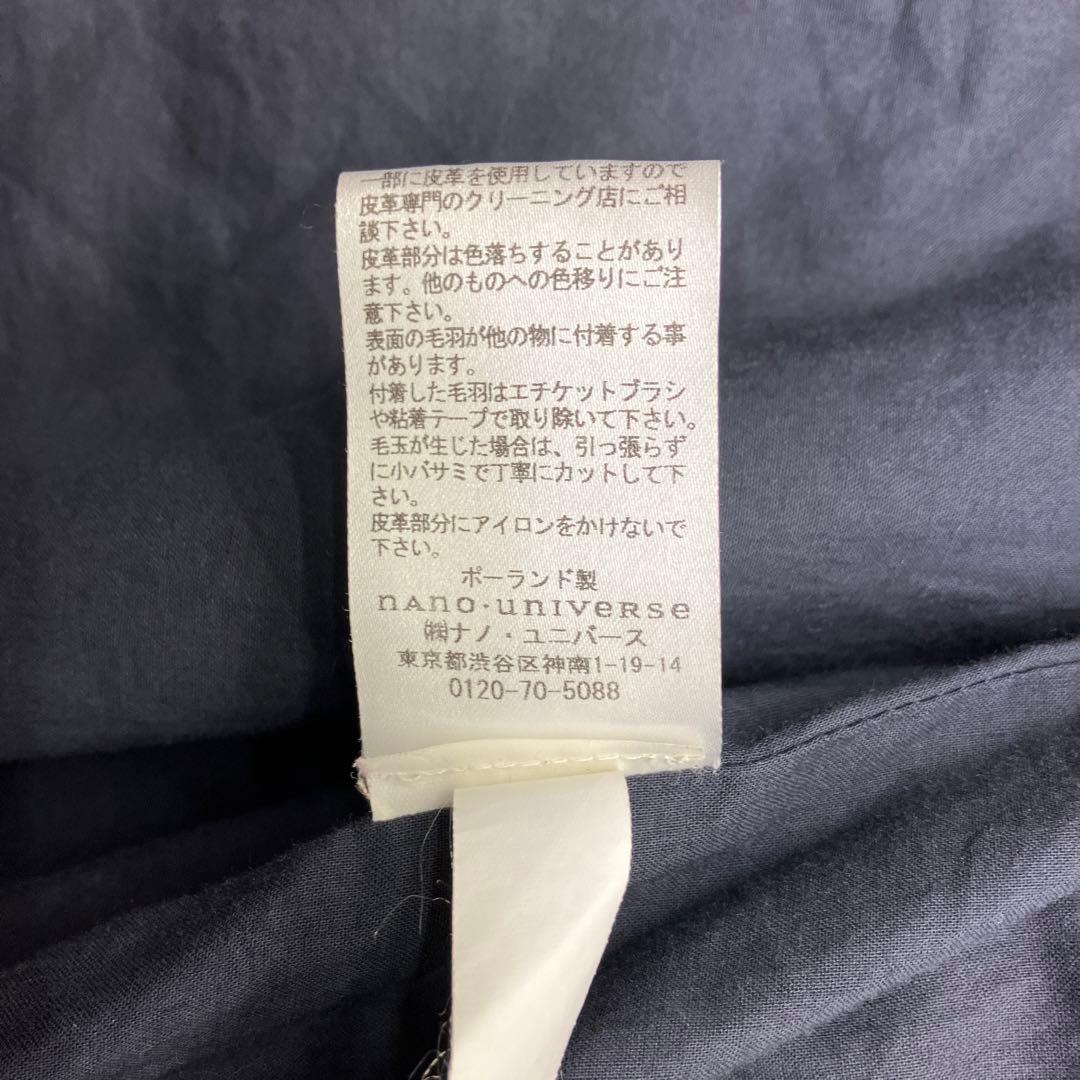 一部に皮革を使用していますので
皮革専門のクリーニング店にご相
談下さい。
皮革部分は色落ちすることがあり
ます。他のものへの色移りにご注
意下さい。
表面の毛羽が他の物に付着する事
があります。
付着した毛羽はエチケットブラシ
や粘着テープで取り除いて下さい。
毛玉が生じた場合は、引っ張らず
に小バサミで丁寧にカットして下
さい。
皮革部分にアイロンをかけないで
下さい。
ポーランド製
nano・universe
㈱ナノ・ユニバース
東京都渋谷区神南1-19-14
0120-70-5088